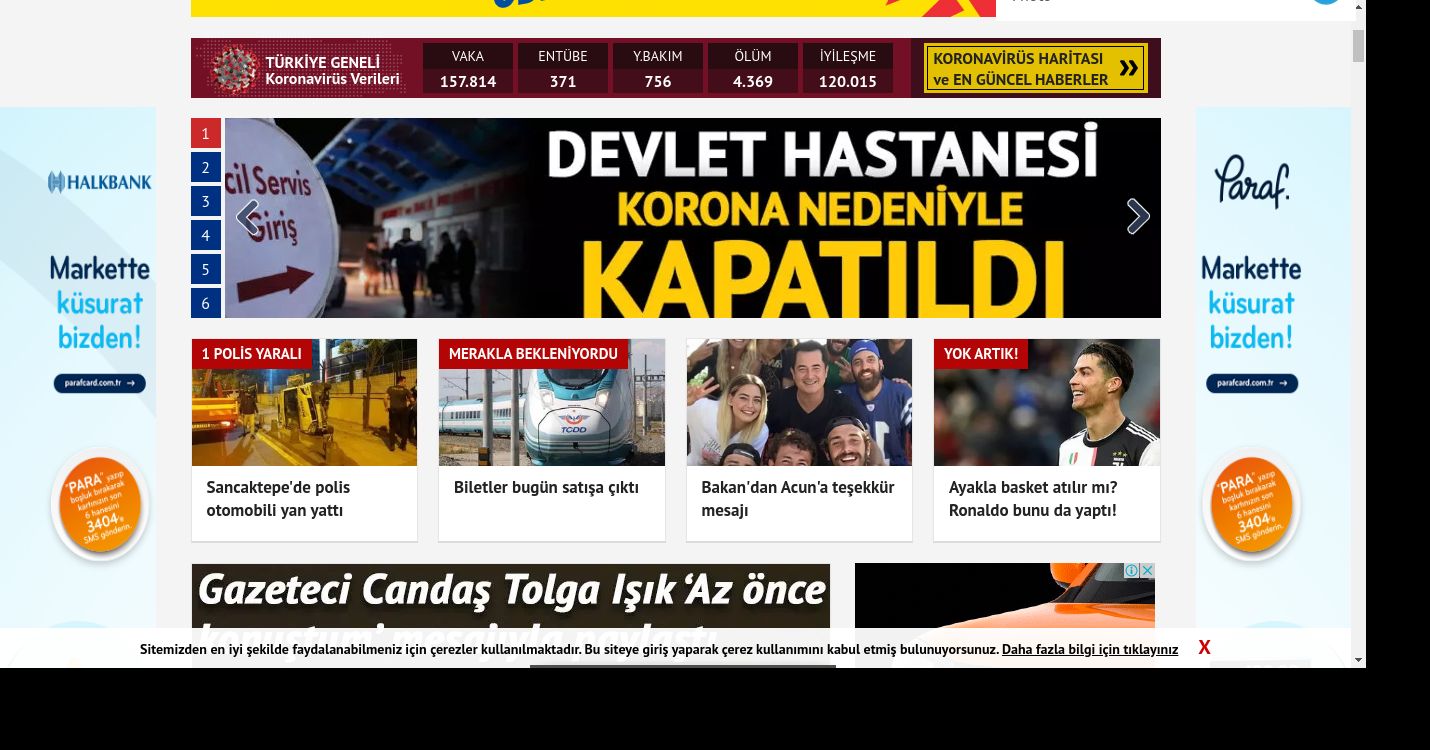 TÜRKİYE GENELİ
Koronavirüs Verileri
VAKA
157.814
ENTÜBE
371
Y.BAKIM
756
ÖLÜM
4.369
İYİLEŞME
120.015
KORONAVİRÜS HARİTASI
ve EN GÜNCEL HABERLER
»
1
2
3
4
5
6
cil Servis
Giriş
DEVLET HASTANESİ
KORONA NEDENİYLE
KAPATILDI
HALKBANK
Markette
küsurat
bizden!
parafcard.com.tr
"PARA" yazıp
boşluk bırakarak
kartınızın son
6 hanesini
3404'e
SMS gönderin.
Paraf.
Markette
küsurat
bizden!
parafcard.com.tr
"PARA" yazıp
boşluk bırakarak
kartınızın son
6 hanesini
3404'e
SMS gönderin.
1 POLİS YARALI
Sancaktepe'de polis
otomobili yan yattı
MERAKLA BEKLENİYORDU
TCDD
Biletler bugün satışa çıktı
Bakan'dan Acun'a teşekkür
mesajı
YOK ARTIK!
Ayakla basket atılır mı?
Ronaldo bunu da yaptı!
Gazeteci Candaş Tolga Işık 'Az önce
konuştum' mesajıyla paylaştı
Sitemizden en iyi şekilde faydalanabilmeniz için çerezler kullanılmaktadır. Bu siteye giriş yaparak çerez kullanımını kabul etmiş bulunuyorsunuz. Daha fazla bilgi için tıklayınız X